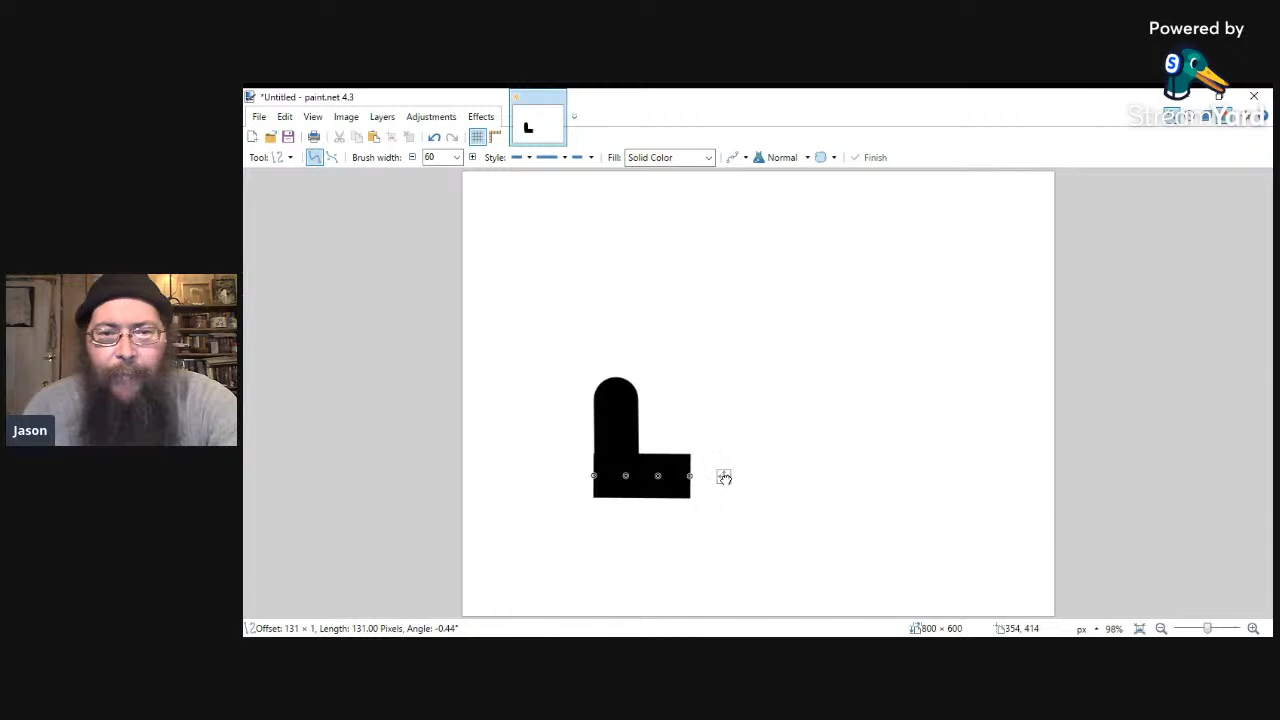 Powered by
StreamYard
*Untitled - paint.net 4.3
File Edit View Image Layers Adjustments Effects
Tool: Brush width: 60 Style: Fill: Solid Color Normal Finish
Jason
Offset: 131 × 1, Length: 131.00 Pixels, Angle: -0.44° 800 × 600 354, 414 px 98%